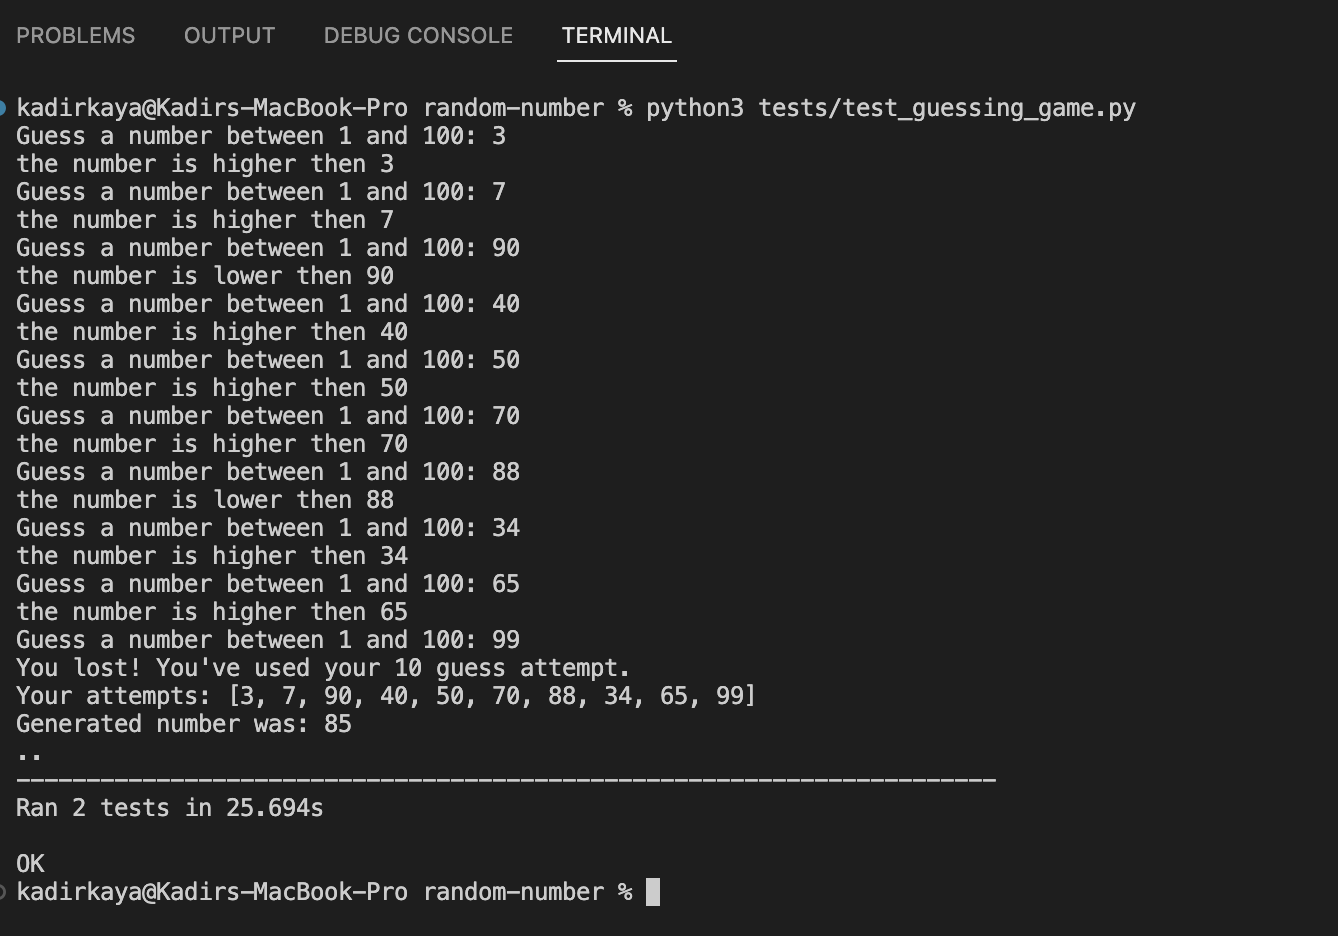 PROBLEMS OUTPUT DEBUG CONSOLE TERMINAL
kadirkaya@Kadirs-MacBook-Pro random-number % python3 tests/test_guessing_game.py
Guess a number between 1 and 100: 3
the number is higher then 3
Guess a number between 1 and 100: 7
the number is higher then 7
Guess a number between 1 and 100: 90
the number is lower then 90
Guess a number between 1 and 100: 40
the number is higher then 40
Guess a number between 1 and 100: 50
the number is higher then 50
Guess a number between 1 and 100: 70
the number is higher then 70
Guess a number between 1 and 100: 88
the number is lower then 88
Guess a number between 1 and 100: 34
the number is higher then 34
Guess a number between 1 and 100: 65
the number is higher then 65
Guess a number between 1 and 100: 99
You lost! You've used your 10 guess attempt.
Your attempts: [3, 7, 90, 40, 50, 70, 88, 34, 65, 99]
Generated number was: 85
..
----------------------------------------------------------------------
Ran 2 tests in 25.694s
OK
kadirkaya@Kadirs-MacBook-Pro random-number %